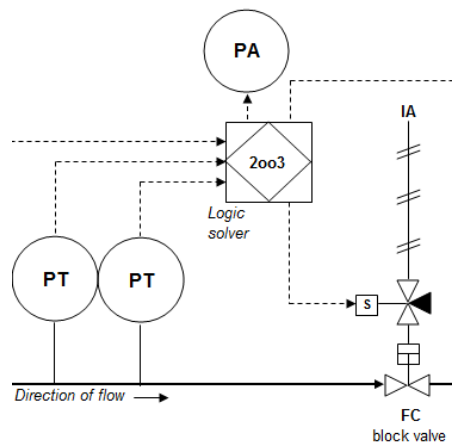 PA
IA
2oo3
Logic
solver
PT
PT
S
Direction of flow
FC
block valve